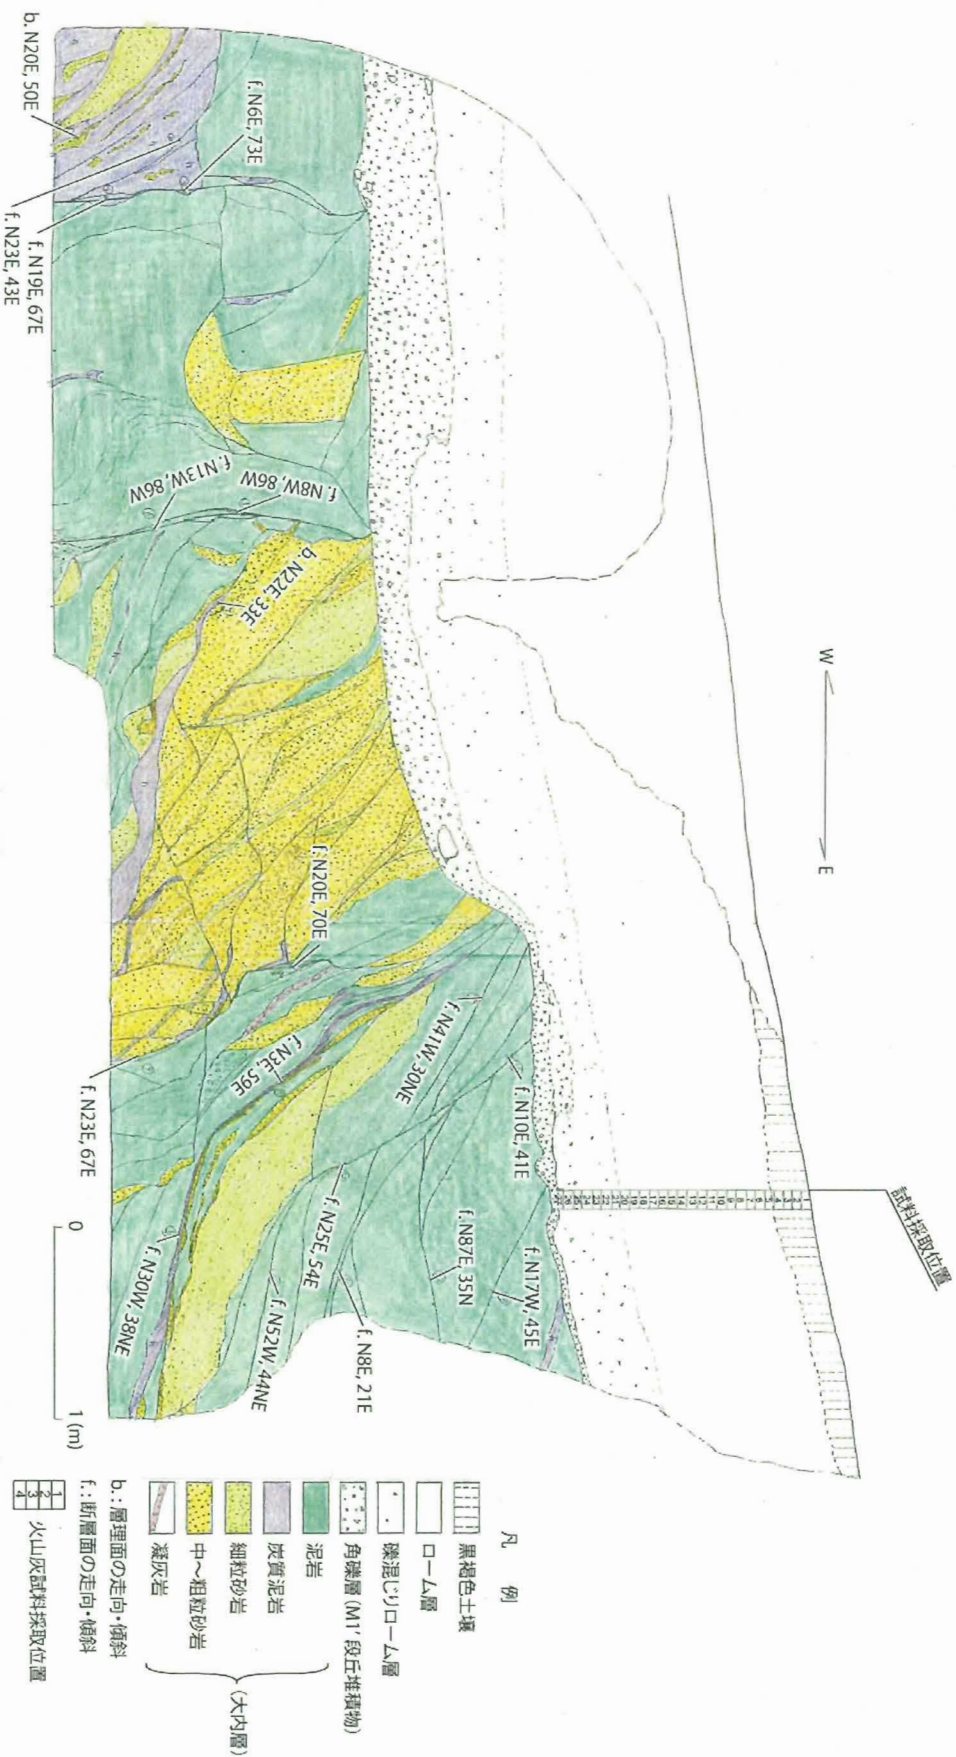 W
E
試料採取位置
b. N20E, 50E
f. N6E, 73E
f. N19E, 67E
f. N23E, 43E
f. N13W, 86W
f. N8W, 86W
b. N22E, 33E
f. N20E, 70E
f. N23E, 67E
f. N3E, 59E
f. N41W, 30NE
f. N10E, 41E
f. N25E, 54E
f. N87E, 35N
f. N17W, 45E
f. N8E, 21E
f. N52W, 44NE
f. N30W, 38NE
0
1 (m)
凡 例
黒褐色土壌
ローム層
礫混じりローム層
角礫層 (M1' 段丘堆積物)
泥岩
炭質泥岩
細粒砂岩
中〜粗粒砂岩
凝灰岩
(大内層)
b. : 層理面の走向・傾斜
f. : 断層面の走向・傾斜
1
2
3
4
火山灰試料採取位置